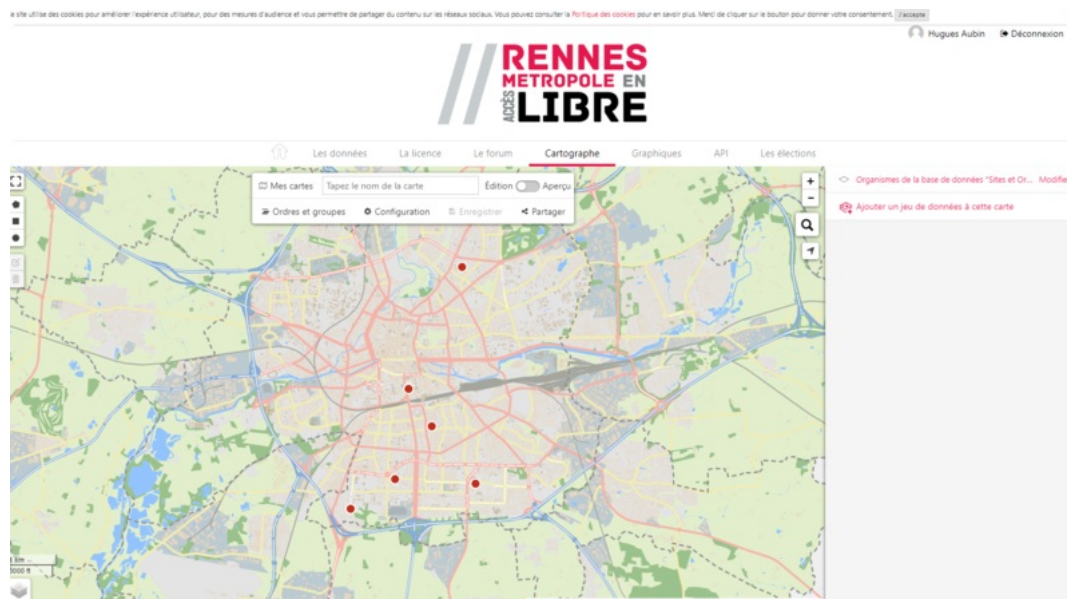 e site utilise des cookies pour améliorer l'expérience utilisateur, pour des mesures d'audience et vous permettre de partager du contenu sur les réseaux sociaux. Vous pouvez consulter la Politique des cookies pour en savoir plus. Merci de cliquer sur le bouton pour donner votre consentement. J'accepte
Hugues Aubin Déconnexion
RENNES
METROPOLE EN
ACCÈS LIBRE
Les données La licence Le forum Cartographe Graphiques API Les élections
Mes cartes Tapez le nom de la carte Édition Aperçu
Ordres et groupes Configuration Enregistrer Partager
+
−
Organismes de la base de données "Sites et Or... Modifie
Ajouter un jeu de données à cette carte
km
0000 ft